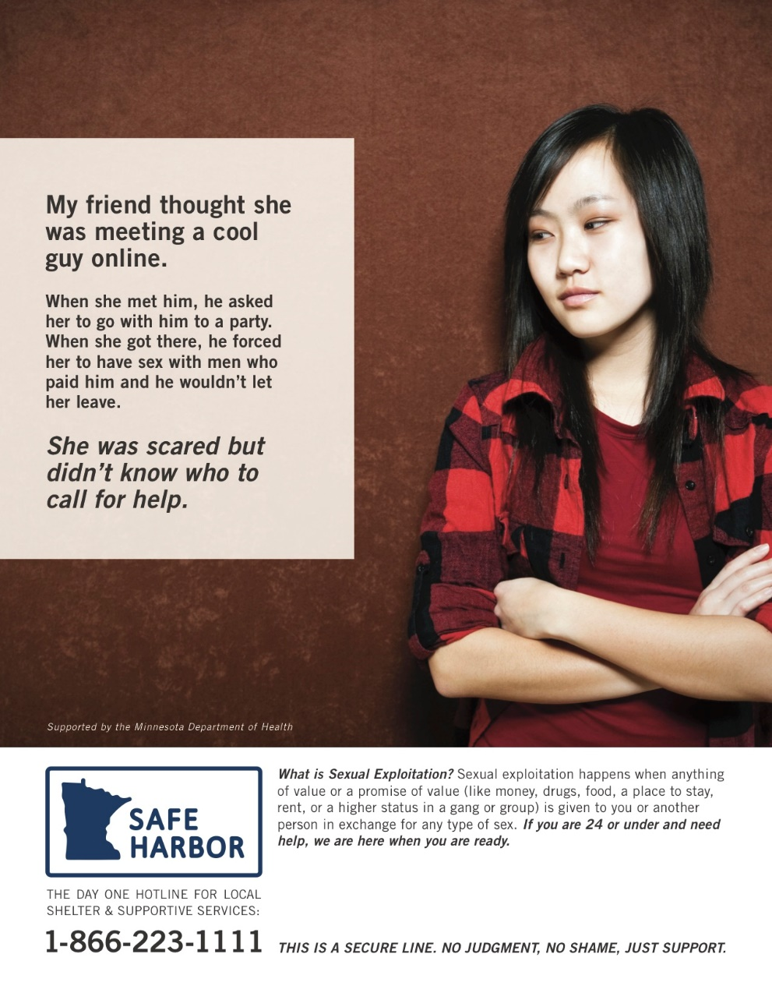 My friend thought she
was meeting a cool
guy online.
When she met him, he asked
her to go with him to a party.
When she got there, he forced
her to have sex with men who
paid him and he wouldn't let
her leave.
She was scared but
didn't know who to
call for help.
Supported by the Minnesota Department of Health
SAFE
HARBOR
THE DAY ONE HOTLINE FOR LOCAL
SHELTER & SUPPORTIVE SERVICES:
1-866-223-1111
What is Sexual Exploitation? Sexual exploitation happens when anything
of value or a promise of value (like money, drugs, food, a place to stay,
rent, or a higher status in a gang or group) is given to you or another
person in exchange for any type of sex. If you are 24 or under and need
help, we are here when you are ready.
THIS IS A SECURE LINE. NO JUDGMENT, NO SHAME, JUST SUPPORT.